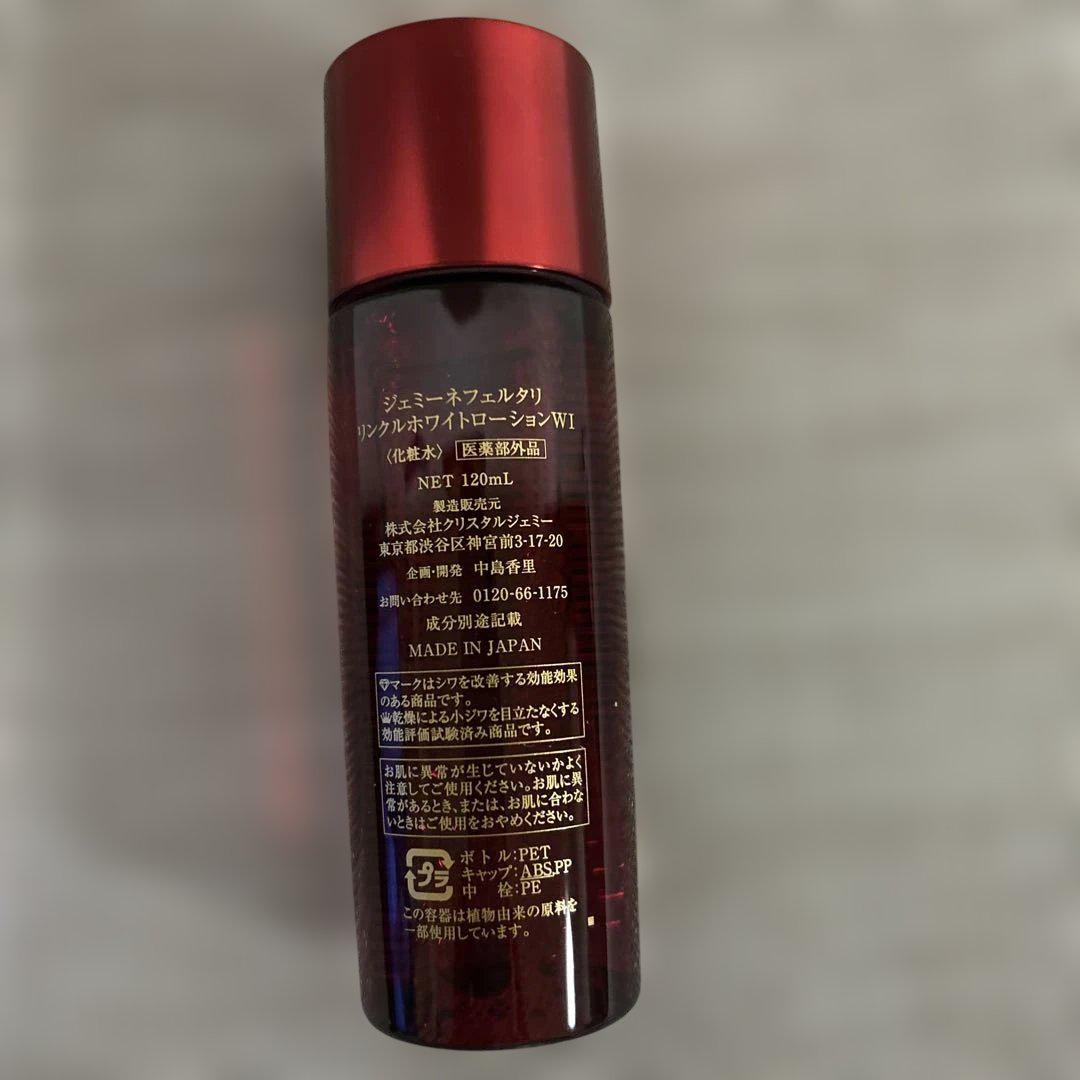 ジェミーネフェルタリ
リンクルホワイトローションWI
〈化粧水〉 医薬部外品
NET 120mL
製造販売元
株式会社クリスタルジェミー
東京都渋谷区神宮前3-17-20
企画・開発 中島香里
お問い合わせ先 0120-66-1175
成分別途記載
MADE IN JAPAN
マークはシワを改善する効能効果
のある商品です。
乾燥による小ジワを目立たなくする
効能評価試験済み商品です。
お肌に異常が生じていないかよく
注意してご使用ください。お肌に異
常があるとき、または、お肌に合わな
いときはご使用をおやめください。
プラ
ボトル:PET
キャップ:ABS,PP
中 栓:PE
この容器は植物由来の原料を
一部使用しています。